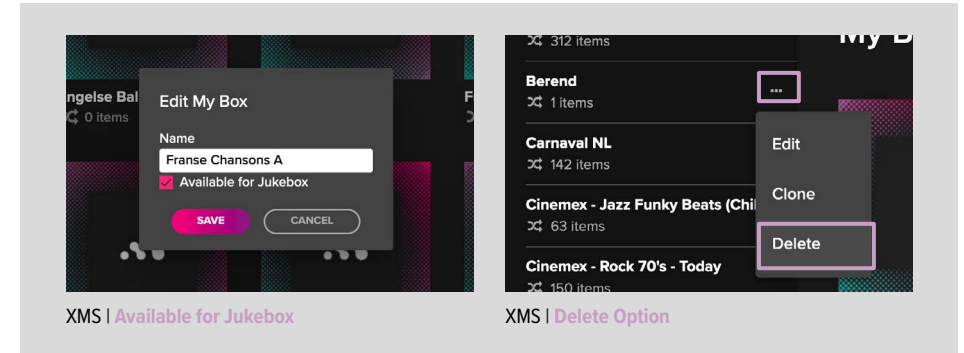 ngelse Bal
0 items
F
Edit My Box
Name
Franse Chansons A
Available for Jukebox
SAVE
CANCEL
XMS | Available for Jukebox
312 items
My B
Berend
...
1 items
Carnaval NL
142 items
Cinemex - Jazz Funky Beats (Chil
63 items
Cinemex - Rock 70's - Today
150 items
Edit
Clone
Delete
XMS | Delete Option